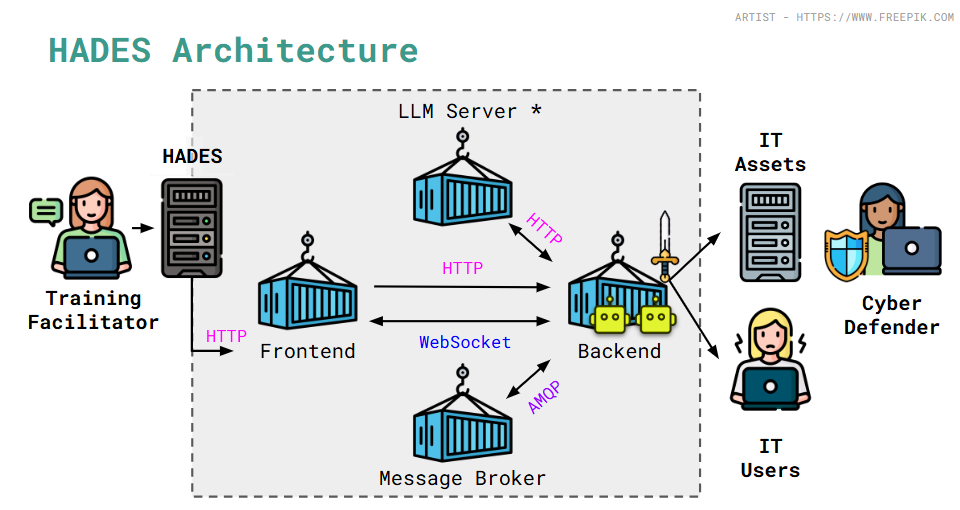 ARTIST - HTTPS://WWW.FREEPIK.COM
HADES Architecture
LLM Server *
HADES
IT
Assets
HTTP
HTTP
Training
Facilitator
HTTP
Frontend
WebSocket
Backend
Cyber
Defender
AMQP
Message Broker
IT
Users